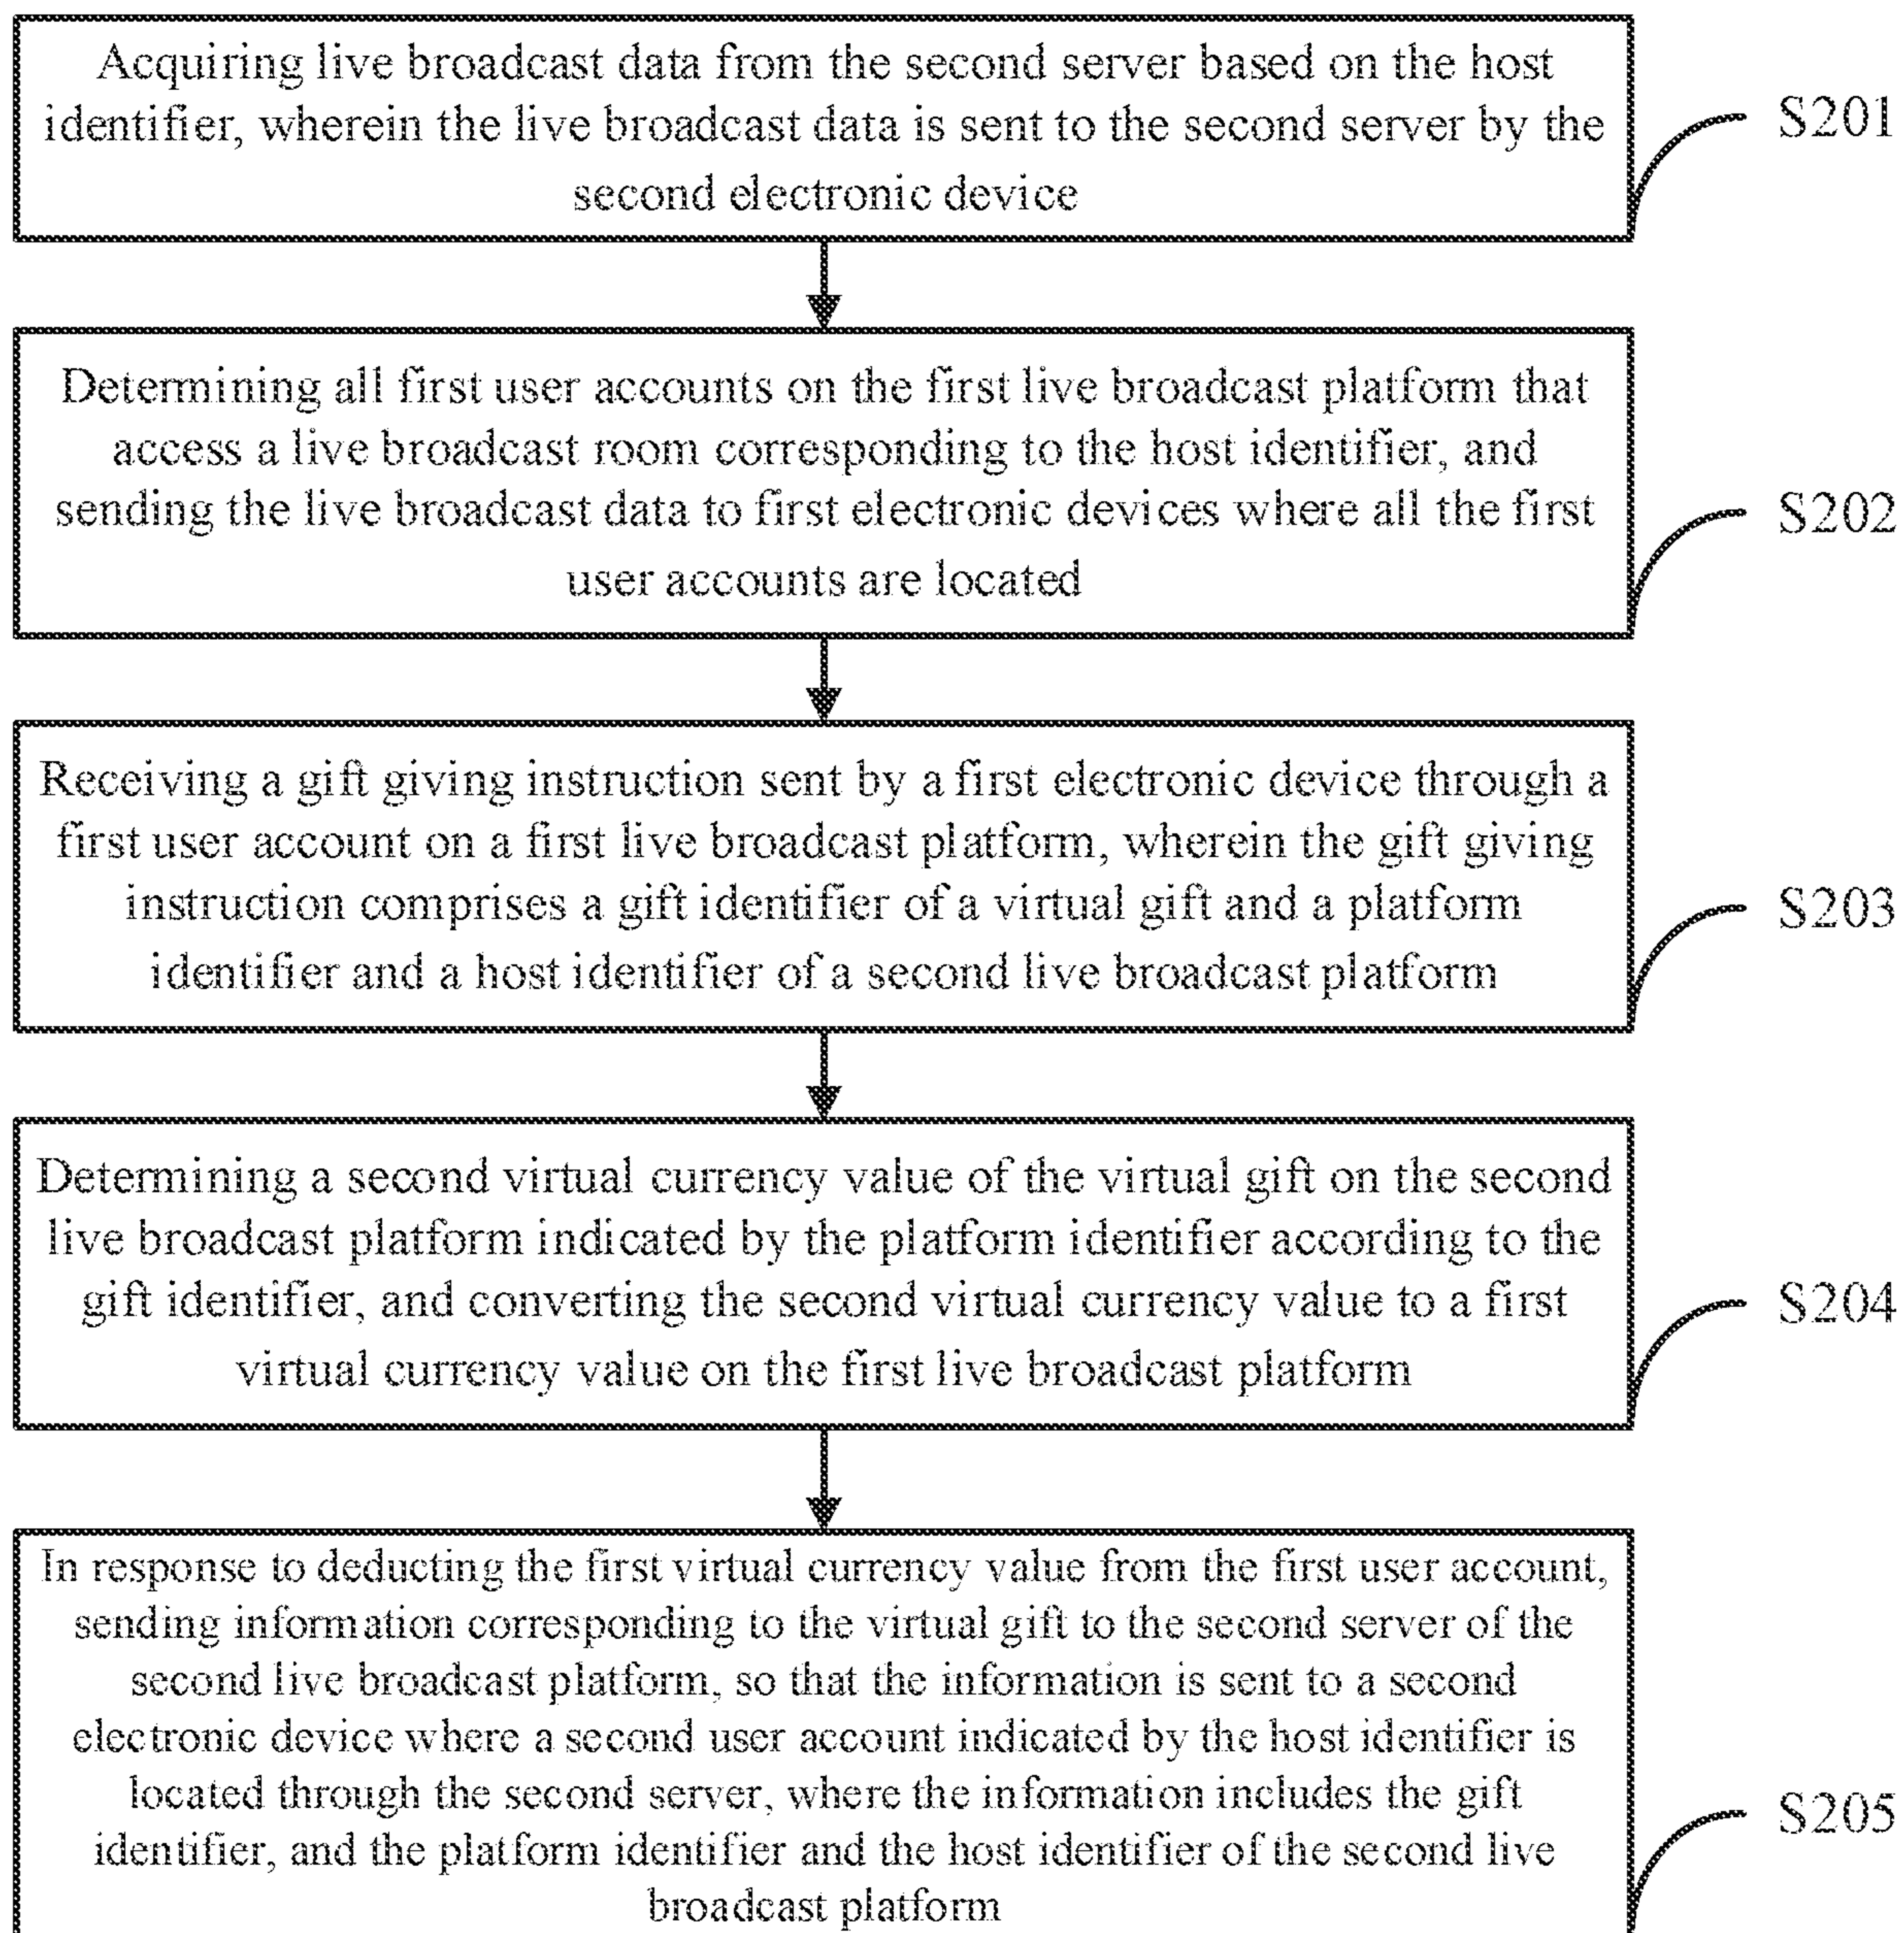 Acquiring live broadcast data from the second server based on the host
identifier, wherein the live broadcast data is sent to the second server by the
second electronic device
S201
Determining all first user accounts on the first live broadcast platform that
access a live broadcast room corresponding to the host identifier, and
sending the live broadcast data to first electronic devices where all the first
user accounts are located
S202
Receiving a gift giving instruction sent by a first electronic device through a
first user account on a first live broadcast platform, wherein the gift giving
instruction comprises a gift identifier of a virtual gift and a platform
identifier and a host identifier of a second live broadcast platform
S203
Determining a second virtual currency value of the virtual gift on the second
live broadcast platform indicated by the platform identifier according to the
gift identifier, and converting the second virtual currency value to a first
virtual currency value on the first live broadcast platform
S204
In response to deducting the first virtual currency value from the first user account,
sending information corresponding to the virtual gift to the second server of the
second live broadcast platform, so that the information is sent to a second
electronic device where a second user account indicated by the host identifier is
located through the second server, where the information includes the gift
identifier, and the platform identifier and the host identifier of the second live
broadcast platform
S205